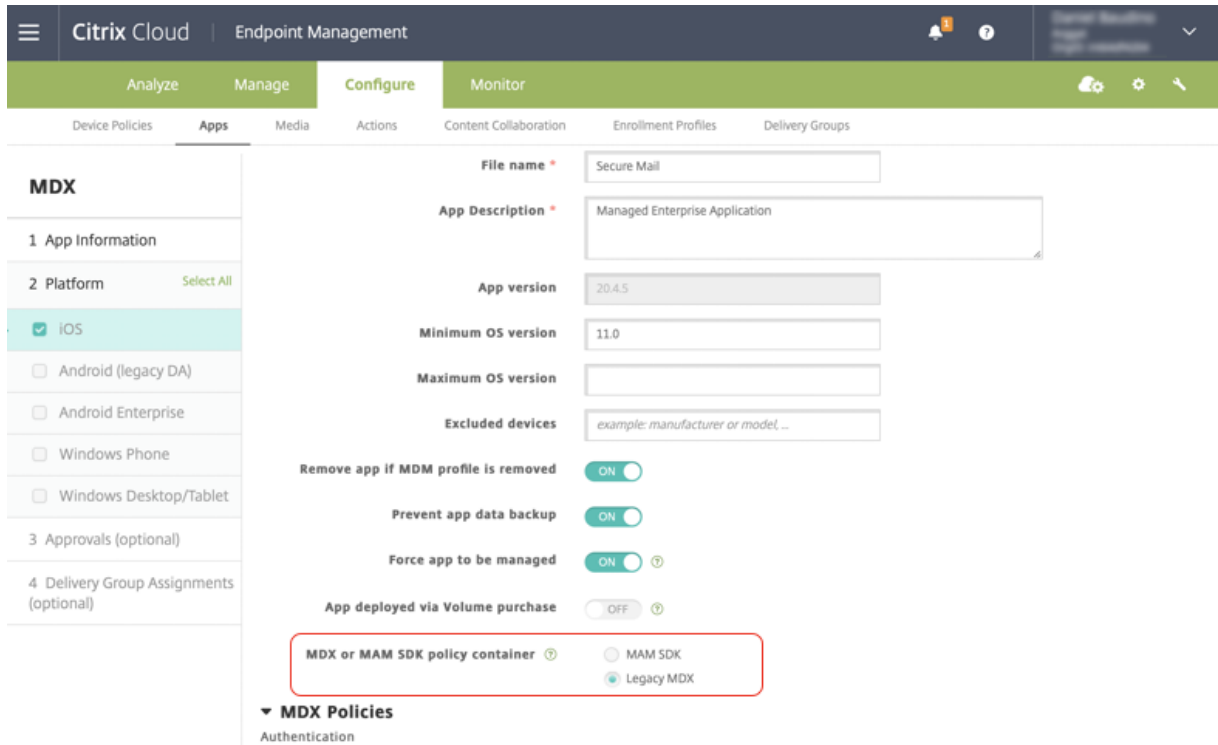 Citrix Cloud | Endpoint Management
1
?
Analyze Manage Configure Monitor
Device Policies Apps Media Actions Content Collaboration Enrollment Profiles Delivery Groups
MDX
1 App Information
2 Platform Select All
iOS
Android (legacy DA)
Android Enterprise
Windows Phone
Windows Desktop/Tablet
3 Approvals (optional)
4 Delivery Group Assignments
(optional)
File name * Secure Mail
App Description * Managed Enterprise Application
App version 20.4.5
Minimum OS version 11.0
Maximum OS version
Excluded devices example: manufacturer or model, ...
Remove app if MDM profile is removed ON
Prevent app data backup ON
Force app to be managed ON ?
App deployed via Volume purchase OFF ?
MDX or MAM SDK policy container ? MAM SDK
Legacy MDX
MDX Policies
Authentication